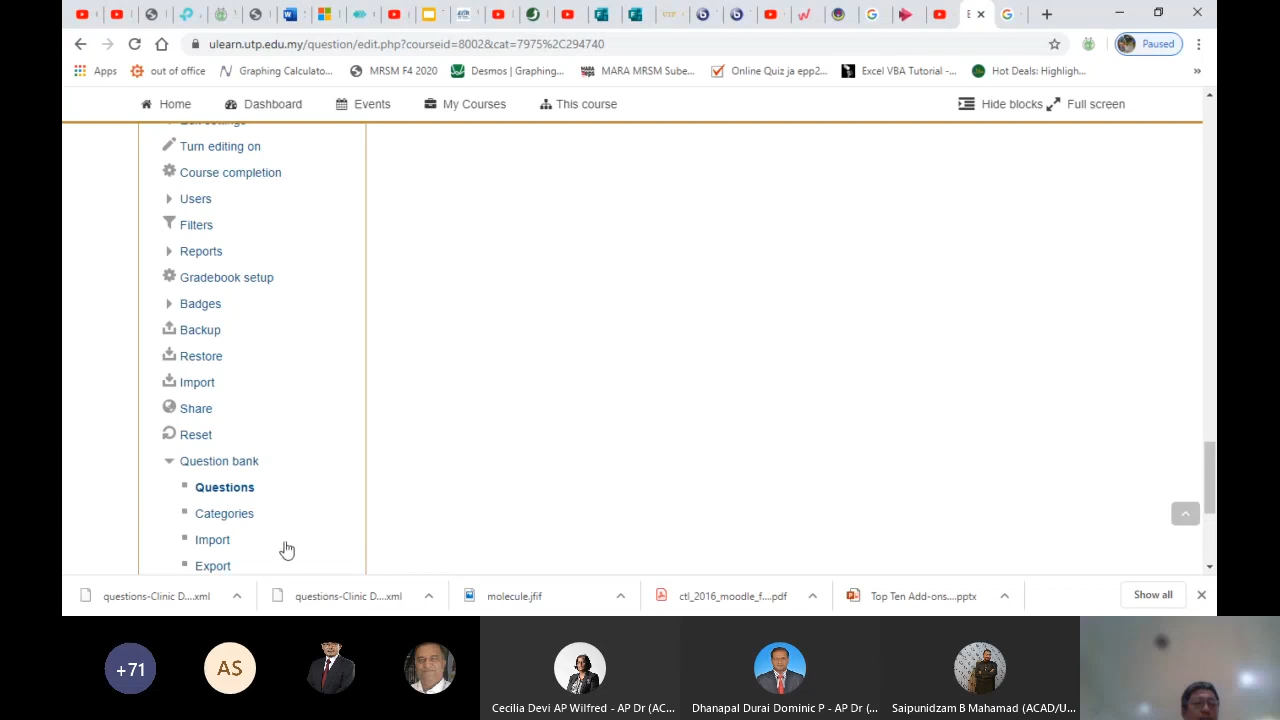 E
ulearn.utp.edu.my/question/edit.php?courseid=8002&cat=7975%2C294740
Paused
Apps
out of office
Graphing Calculato...
MRSM F4 2020
Desmos | Graphing...
MARA MRSM Sube...
Online Quiz ja epp2...
Excel VBA Tutorial -...
Hot Deals: Highligh...
»
Home
Dashboard
Events
My Courses
This course
Hide blocks
Full screen
Edit settings
Turn editing on
Course completion
Users
Filters
Reports
Gradebook setup
Badges
Backup
Restore
Import
Share
Reset
Question bank
Questions
Categories
Import
Export
questions-Clinic D....xml
questions-Clinic D....xml
molecule.jfif
ctl_2016_moodle_f....pdf
Top Ten Add-ons....pptx
Show all
+71
AS
Cecilia Devi AP Wilfred - AP Dr (AC...
Dhanapal Durai Dominic P - AP Dr (...
Saipunidzam B Mahamad (ACAD/U...